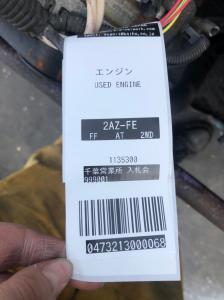 エンジン
USED ENGINE
2AZ-FE
FF AT 2ND
1135300
千葉営業所 入札会
999001
0473213000068